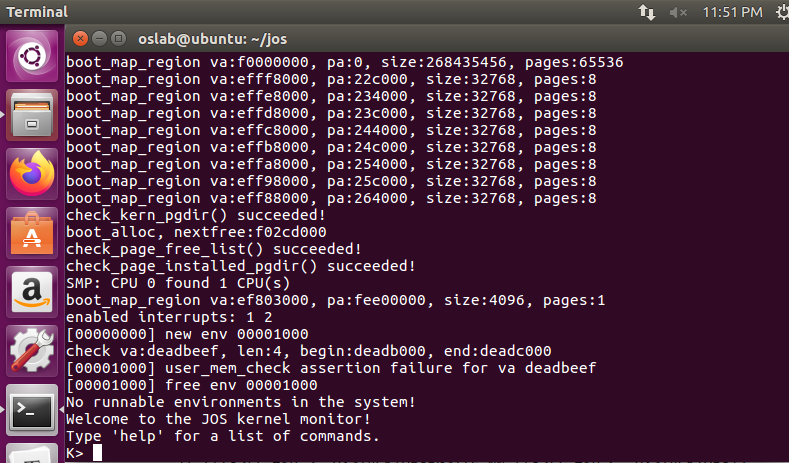 Terminal
11:51 PM
oslab@ubuntu: ~/jos
boot_map_region va:f0000000, pa:0, size:268435456, pages:65536
boot_map_region va:efff8000, pa:22c000, size:32768, pages:8
boot_map_region va:effe8000, pa:234000, size:32768, pages:8
boot_map_region va:effd8000, pa:23c000, size:32768, pages:8
boot_map_region va:effc8000, pa:244000, size:32768, pages:8
boot_map_region va:effb8000, pa:24c000, size:32768, pages:8
boot_map_region va:effa8000, pa:254000, size:32768, pages:8
boot_map_region va:eff98000, pa:25c000, size:32768, pages:8
boot_map_region va:eff88000, pa:264000, size:32768, pages:8
check_kern_pgdir() succeeded!
boot_alloc, nextfree:f02cd000
check_page_free_list() succeeded!
check_page_installed_pgdir() succeeded!
SMP: CPU 0 found 1 CPU(s)
boot_map_region va:ef803000, pa:fee00000, size:4096, pages:1
enabled interrupts: 1 2
[00000000] new env 00001000
check va:deadbeef, len:4, begin:deadb000, end:deadc000
[00001000] user_mem_check assertion failure for va deadbeef
[00001000] free env 00001000
No runnable environments in the system!
Welcome to the JOS kernel monitor!
Type 'help' for a list of commands.
K>